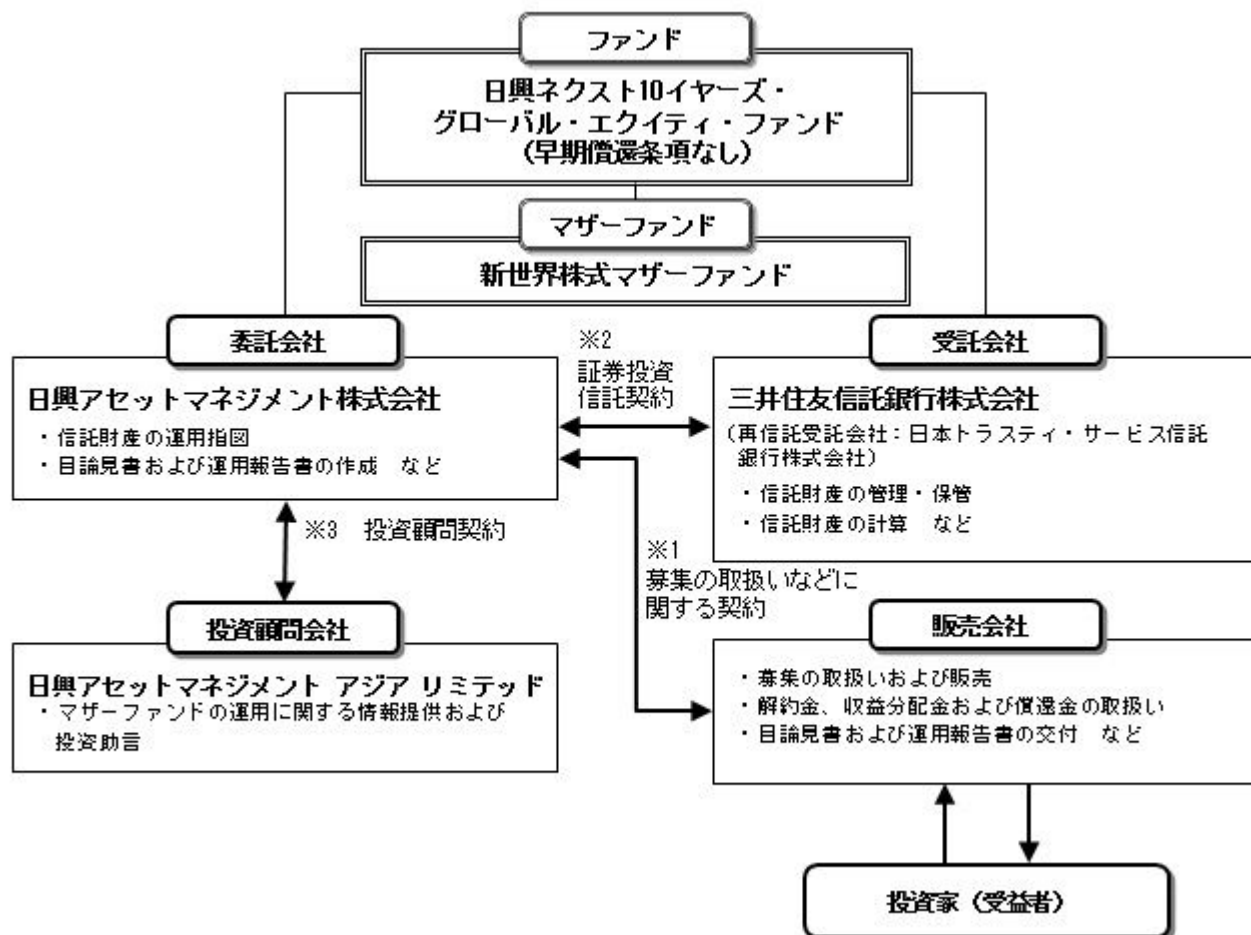 ファンド
日興ネクスト10イヤーズ・
グローバル・エクイティ・ファンド
(早期償還条項なし)
マザーファンド
新世界株式マザーファンド
委託会社
日興アセットマネジメント株式会社
・信託財産の運用指図
・目論見書および運用報告書の作成　など
※2
証券投資
信託契約
受託会社
三井住友信託銀行株式会社
(再信託受託会社:日本トラスティ・サービス信託
銀行株式会社)
・信託財産の管理・保管
・信託財産の計算　など
※3　投資顧問契約
※1
募集の取扱いなどに
関する契約
投資顧問会社
日興アセットマネジメント アジア リミテッド
・マザーファンドの運用に関する情報提供および
投資助言
販売会社
・募集の取扱いおよび販売
・解約金、収益分配金および償還金の取扱い
・目論見書および運用報告書の交付　など
投資家(受益者)